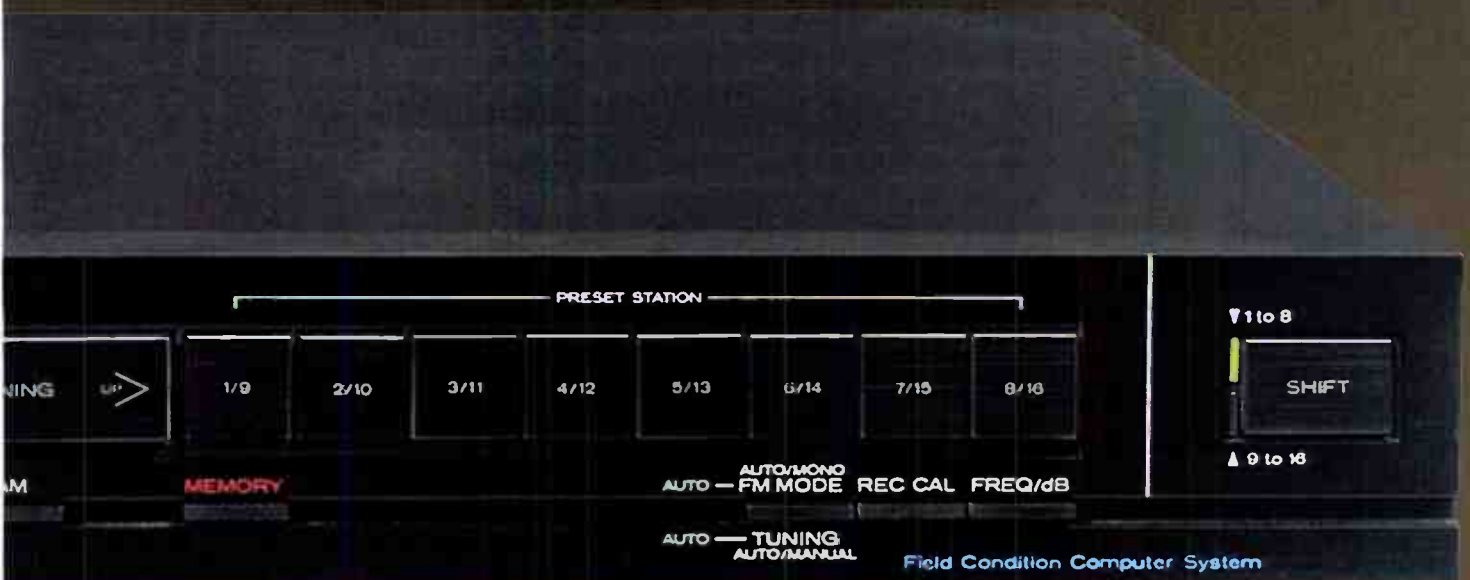 PRESET STATION
▼ 1 to 8
NING UP 1/9 2/10 3/11 4/12 5/13 6/14 7/15 8/16 SHIFT
▲ 9 to 16
AM MEMORY AUTO — AUTO/MONO
FM MODE REC CAL FREQ/dB
AUTO — TUNING
AUTO/MANUAL
Field Condition Computer System